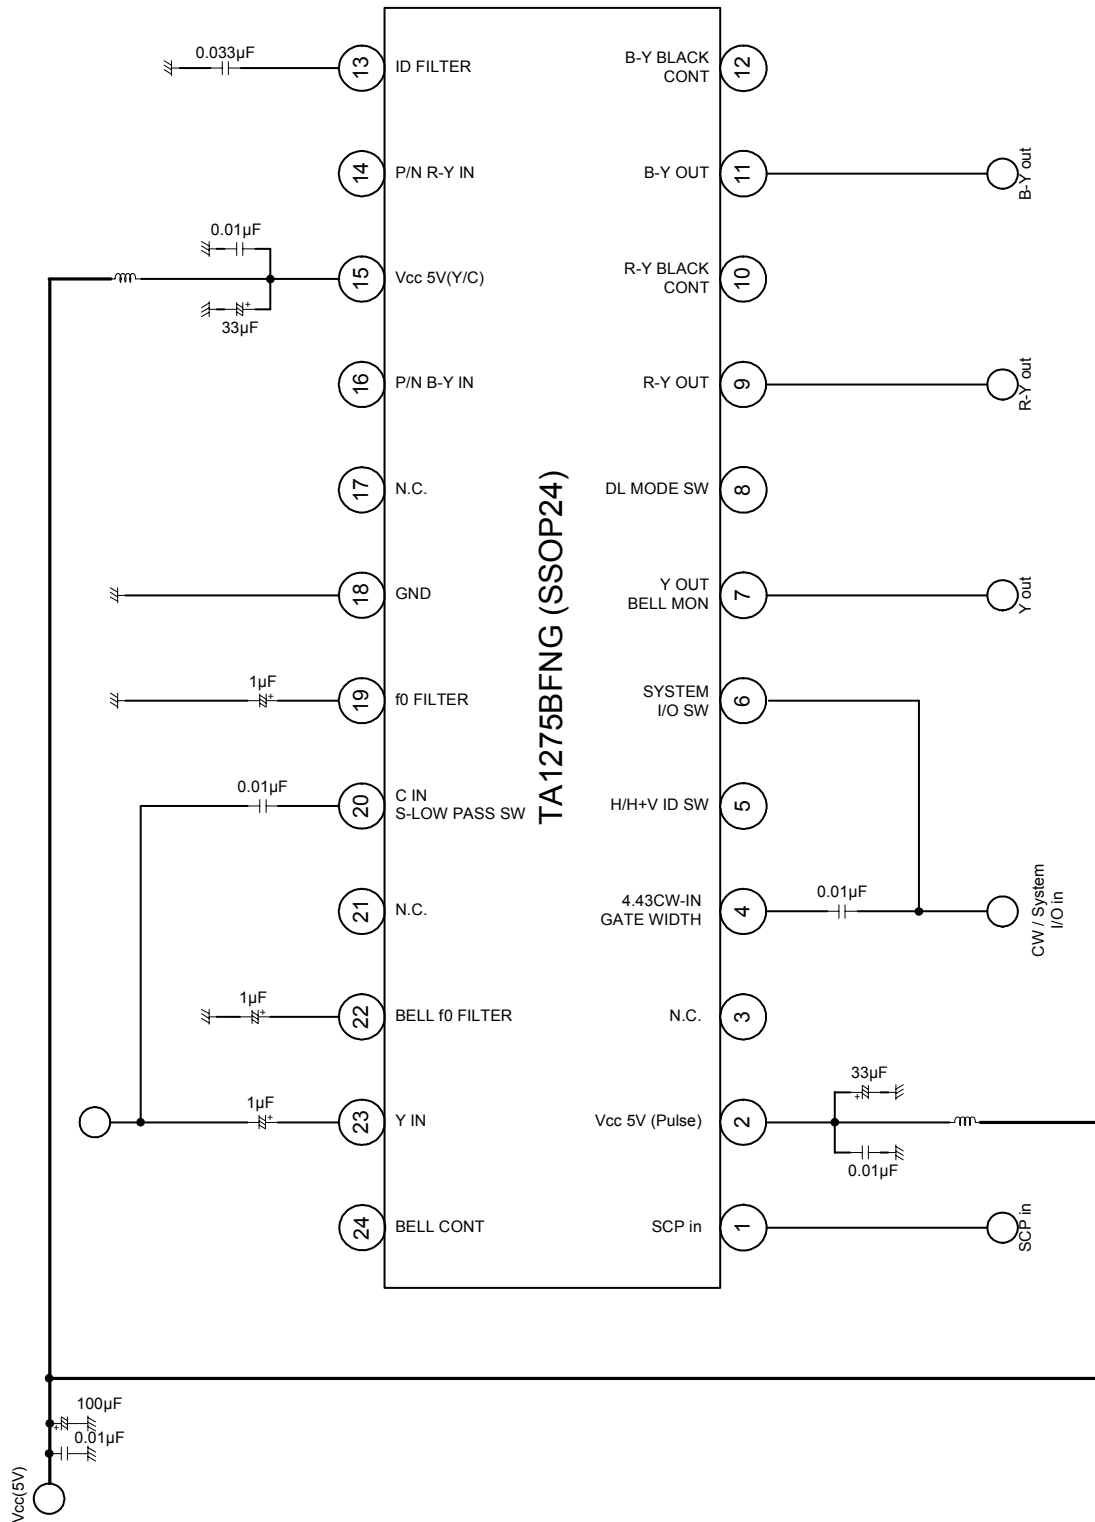 0.033µF
13
ID FILTER
B-Y BLACK
CONT
12
14
P/N R-Y IN
B-Y OUT
11
B-Y out
0.01µF
15
Vcc 5V(Y/C)
R-Y BLACK
CONT
10
33µF
+
16
P/N B-Y IN
R-Y OUT
9
R-Y out
17
N.C.
DL MODE SW
8
TA1275BFNG (SSOP24)
18
GND
Y OUT
BELL MON
7
Y out
1µF
+
19
f0 FILTER
SYSTEM
I/O SW
6
0.01µF
20
C IN
S-LOW PASS SW
H/H+V ID SW
5
21
N.C.
4.43CW-IN
GATE WIDTH
4
0.01µF
CW / System
I/O in
1µF
+
22
BELL f0 FILTER
N.C.
3
1µF
+
23
Y IN
Vcc 5V (Pulse)
2
33µF
+
0.01µF
24
BELL CONT
SCP in
1
SCP in
100µF
+
0.01µF
Vcc(5V)